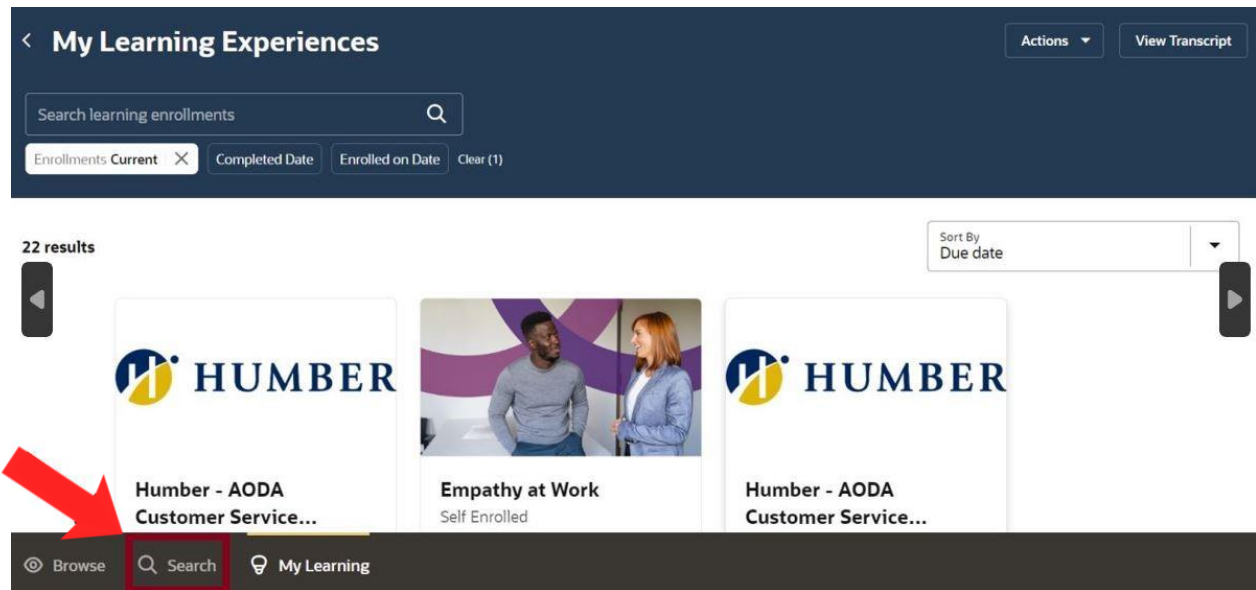 My Learning Experiences
Actions
View Transcript
Search learning enrollments
Enrollments Current
Completed Date
Enrolled on Date
Clear (1)
22 results
Sort By
Due date
HUMBER
HUMBER
Humber - AODA
Customer Service...
Empathy at Work
Self Enrolled
Humber - AODA
Customer Service...
Browse
Search
My Learning